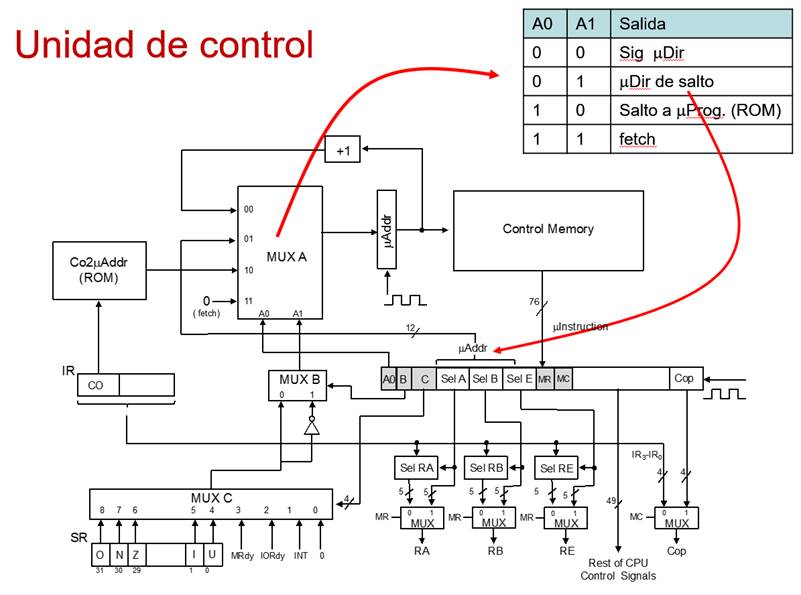 Unidad de control
A0 A1 Salida
0 0 Sig μDir
0 1 μDir de salto
1 0 Salto a μProg. (ROM)
1 1 fetch
+1
00
01
MUX A
10
11
A0 A1
μAddr
Control Memory
Co2μAddr
(ROM)
0
( fetch )
76
μInstruction
12
μAddr
IR
CO
MUX B
0 1
A0 B C Sel A Sel B Sel E MR MC Cop
IR3-IR0
Sel RA Sel RB Sel RE
4 4
5 5 5 5 5 5
49
MUX C
4
8 7 6 5 4 3 2 1 0
MR 0 1 MUX
MR 0 1 MUX
MR 0 1 MUX
MC 0 1 MUX
RA RB RE Cop
SR
O N Z I U
31 30 29 1 0
MRdy IORdy INT 0
Rest of CPU
Control Signals